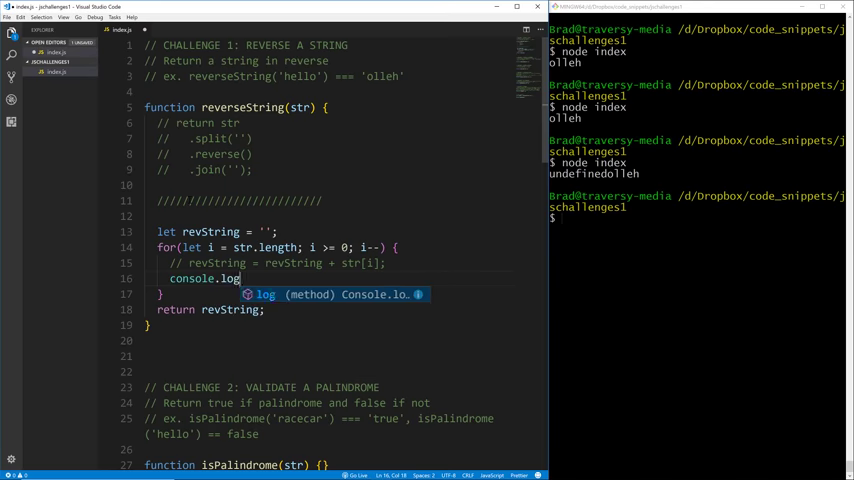 index.js - Visual Studio Code
File Edit Selection View Go Debug Tasks Help
EXPLORER
OPEN EDITORS 1 UNSAVED
index.js
JSCHALLENGES1
index.js
index.js
1 // CHALLENGE 1: REVERSE A STRING
2 // Return a string in reverse
3 // ex. reverseString('hello') === 'olleh'
4
5 function reverseString(str) {
6 // return str
7 // .split('')
8 // .reverse()
9 // .join('');
10
11 //////////////////////////
12
13 let revString = '';
14 for(let i = str.length; i >= 0; i--) {
15 // revString = revString + str[i];
16 console.log
log (method) Console.lo…
17 }
18 return revString;
19 }
20
21
22
23 // CHALLENGE 2: VALIDATE A PALINDROME
24 // Return true if palindrome and false if not
25 // ex. isPalindrome('racecar') === 'true', isPalindrome
('hello') == false
26
27 function isPalindrome(str) {}
0 0
Go Live Ln 16, Col 18 Spaces: 2 UTF-8 CRLF JavaScript Prettier
MINGW64:/d/Dropbox/code_snippets/jschallenges1
Brad@traversy-media /d/Dropbox/code_snippets/j
schallenges1
$ node index
olleh
Brad@traversy-media /d/Dropbox/code_snippets/j
schallenges1
$ node index
olleh
Brad@traversy-media /d/Dropbox/code_snippets/j
schallenges1
$ node index
undefinedolleh
Brad@traversy-media /d/Dropbox/code_snippets/j
schallenges1
$